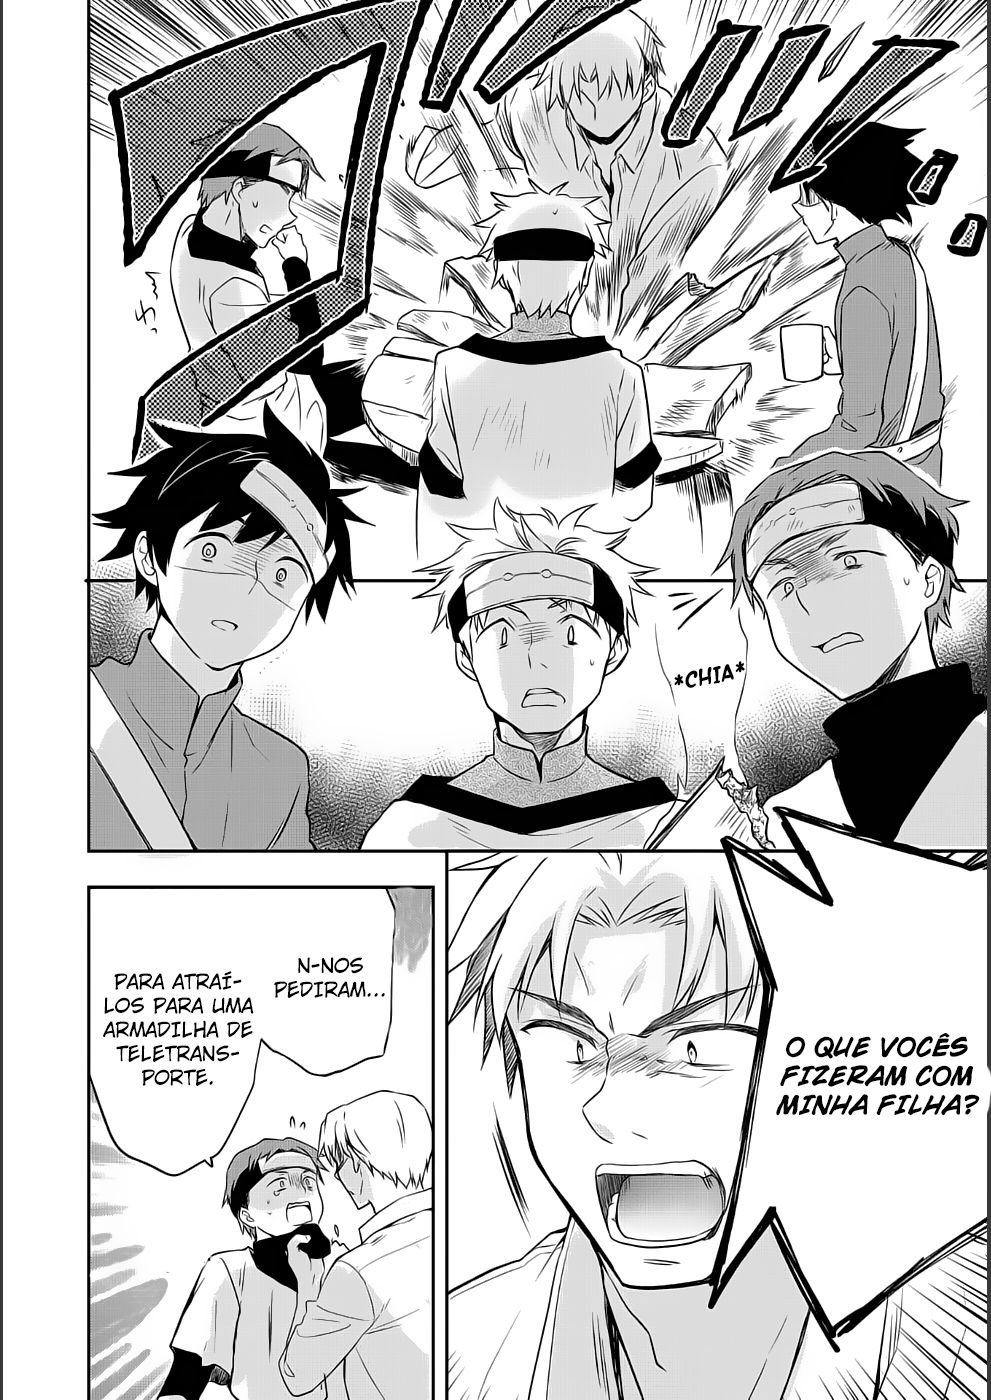 *CHIA*
O QUE VOCÊS
FIZERAM COM
MINHA FILHA?
N-NOS
PEDIRAM...
PARA ATRAÍ-
LOS PARA UMA
ARMADILHA DE
TELETRANS-
PORTE.